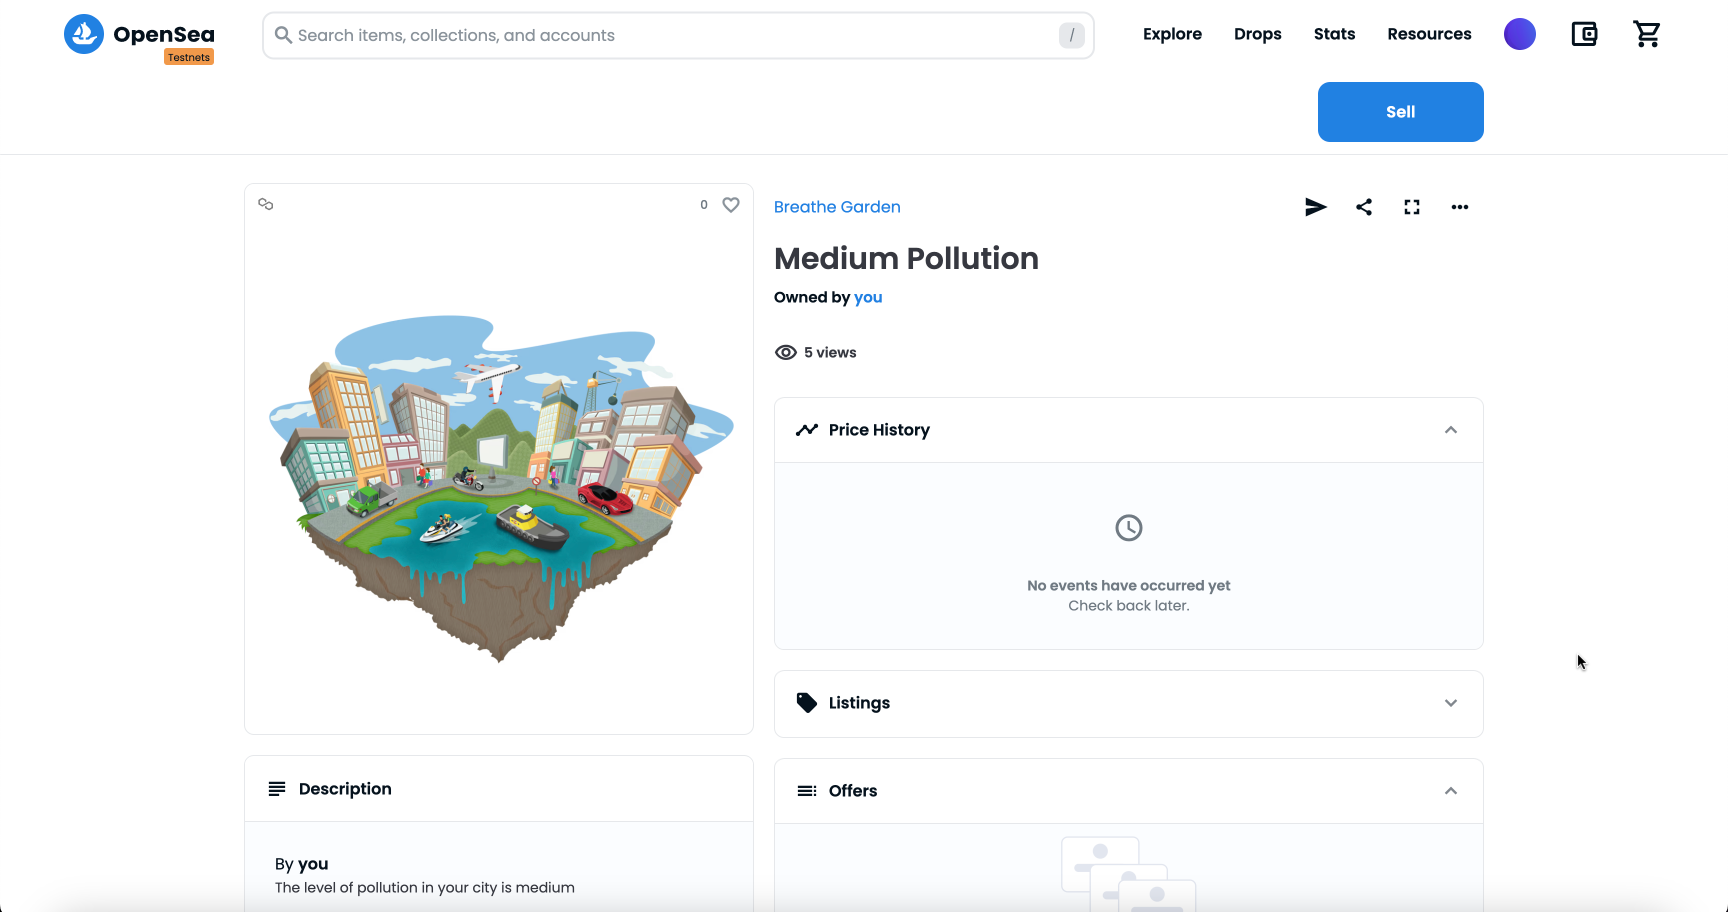 OpenSea
Testnets
Search items, collections, and accounts
/
Explore
Drops
Stats
Resources
Sell
0
Breathe Garden
Medium Pollution
Owned by you
5 views
Price History
No events have occurred yet
Check back later.
Listings
Description
By you
The level of pollution in your city is medium
Offers